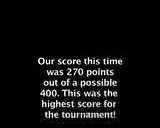 Our score this time
was 270 points
out of a possible
400. This was the
highest score for
the tournament!